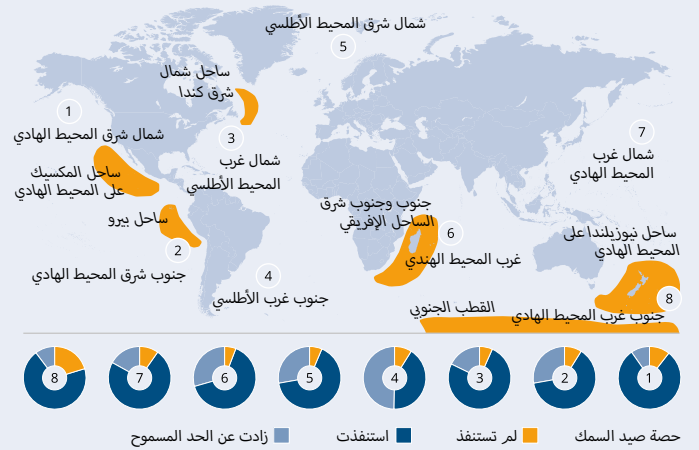 شمال شرق المحيط الأطلسي
5
ساحل شمال
شرق كندا
1
شمال شرق المحيط الهادي
3
شمال غرب
المحيط الأطلسي
7
شمال غرب
المحيط الهادي
ساحل المكسيك
على المحيط الهادي
ساحل بيرو
2
جنوب شرق المحيط الهادي
4
جنوب غرب الأطلسي
جنوب وجنوب شرق
الساحل الإفريقي
6
غرب المحيط الهندي
ساحل نيوزيلندا على
المحيط الهادي
8
جنوب غرب المحيط الهادي
القطب الجنوبي
1
2
3
4
5
6
7
8
حصة صيد السمك
لم تستنفذ
استنفذت
زادت عن الحد المسموح